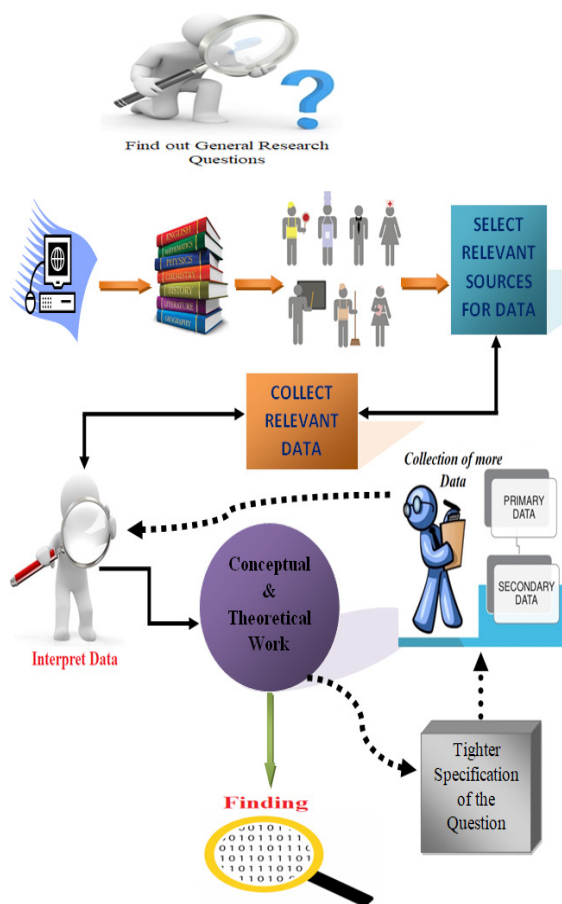 Find out General Research
Questions
ENGLISH
MATHEMATICS
PHYSICS
CHEMISTRY
HISTORY
LITERATURE
GEOGRAPHY
SELECT
RELEVANT
SOURCES
FOR DATA
COLLECT
RELEVANT
DATA
Collection of more
Data
PRIMARY
DATA
SECONDARY
DATA
Conceptual
&
Theoretical
Work
Interpret Data
Tighter
Specification
of the
Question
Finding